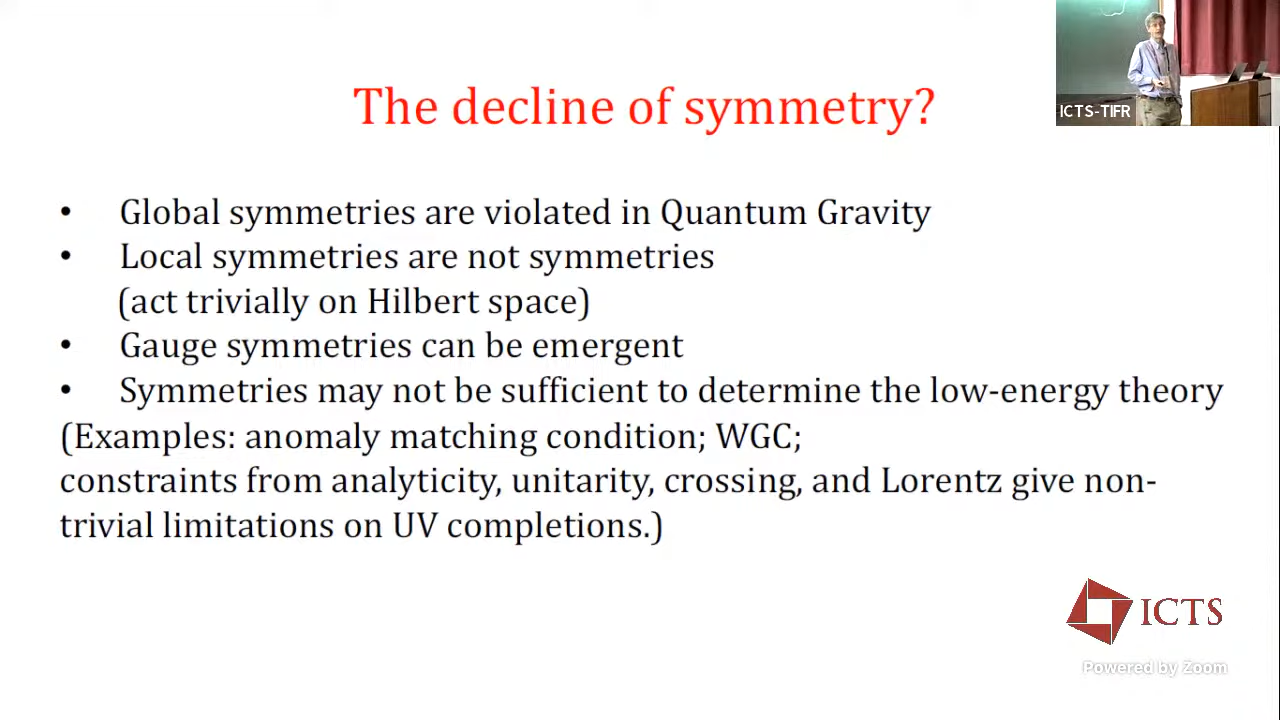 The decline of symmetry?
ICTS-TIFR
• Global symmetries are violated in Quantum Gravity
• Local symmetries are not symmetries
(act trivially on Hilbert space)
• Gauge symmetries can be emergent
• Symmetries may not be sufficient to determine the low-energy theory
(Examples: anomaly matching condition; WGC;
constraints from analyticity, unitarity, crossing, and Lorentz give non-
trivial limitations on UV completions.)
ICTS
Powered by Zoom